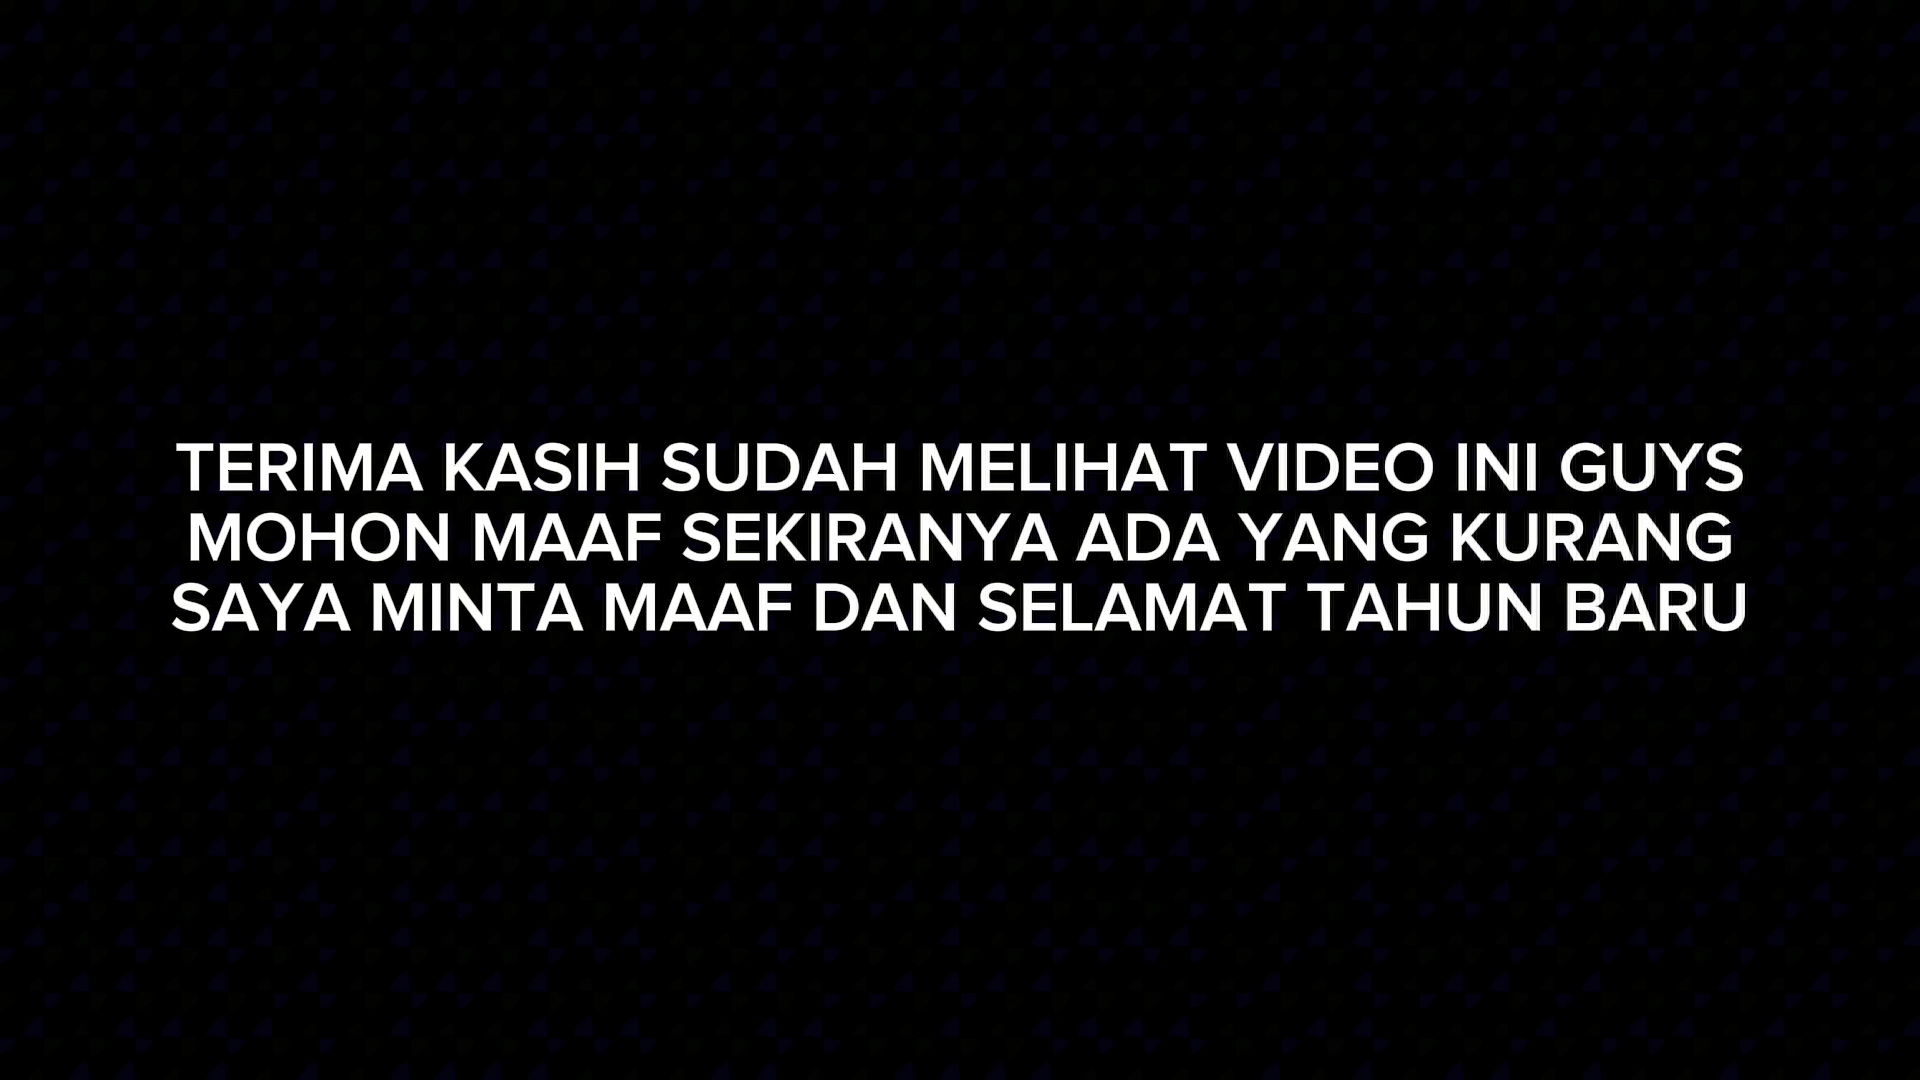 TERIMA KASIH SUDAH MELIHAT VIDEO INI GUYS
MOHON MAAF SEKIRANYA ADA YANG KURANG
SAYA MINTA MAAF DAN SELAMAT TAHUN BARU